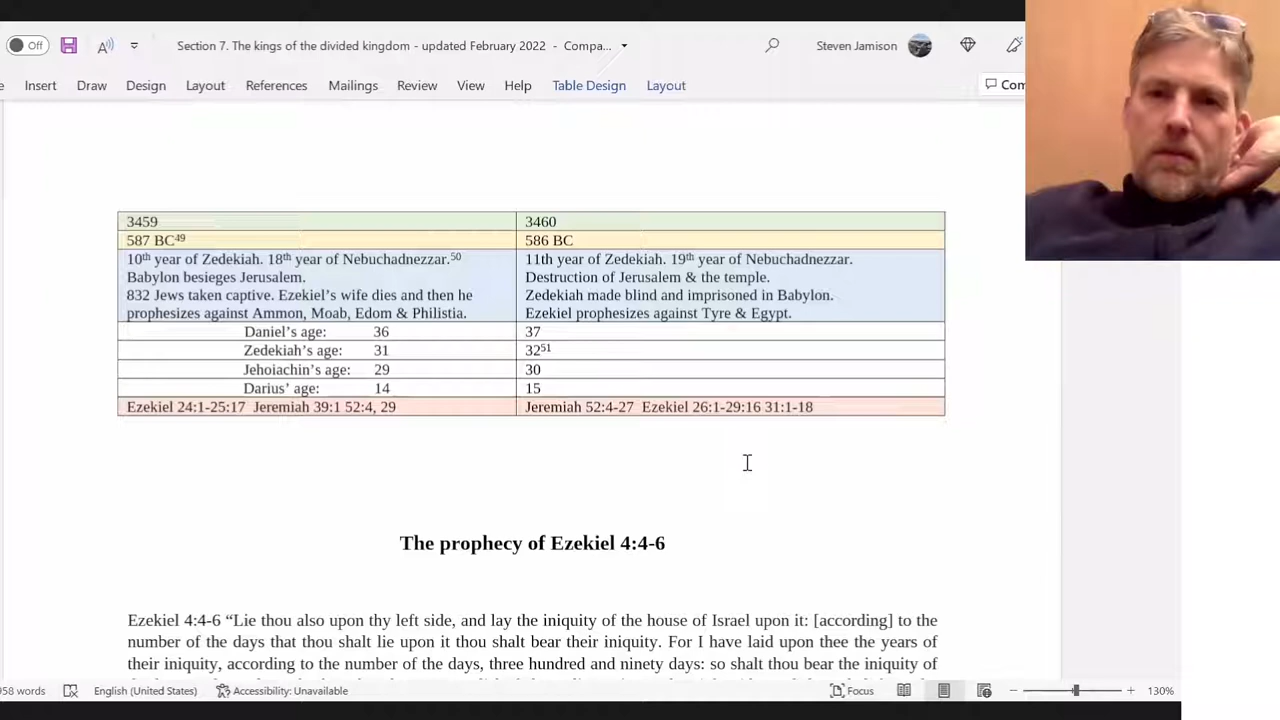 Off
Section 7. The kings of the divided kingdom - updated February 2022 - Compa...
Steven Jamison
Insert Draw Design Layout References Mailings Review View Help Table Design Layout
3459 3460
587 BC⁴⁹ 586 BC
10th year of Zedekiah. 18th year of Nebuchadnezzar.⁵⁰ 11th year of Zedekiah. 19th year of Nebuchadnezzar.
Babylon besieges Jerusalem. Destruction of Jerusalem & the temple.
832 Jews taken captive. Ezekiel’s wife dies and then he Zedekiah made blind and imprisoned in Babylon.
prophesizes against Ammon, Moab, Edom & Philistia. Ezekiel prophesizes against Tyre & Egypt.
Daniel’s age: 36 37
Zedekiah’s age: 31 32⁵¹
Jehoiachin’s age: 29 30
Darius’ age: 14 15
Ezekiel 24:1-25:17 Jeremiah 39:1 52:4, 29 Jeremiah 52:4-27 Ezekiel 26:1-29:16 31:1-18
The prophecy of Ezekiel 4:4-6
Ezekiel 4:4-6 “Lie thou also upon thy left side, and lay the iniquity of the house of Israel upon it: [according] to the
number of the days that thou shalt lie upon it thou shalt bear their iniquity. For I have laid upon thee the years of
their iniquity, according to the number of the days, three hundred and ninety days: so shalt thou bear the iniquity of
958 words English (United States) Accessibility: Unavailable Focus 130%